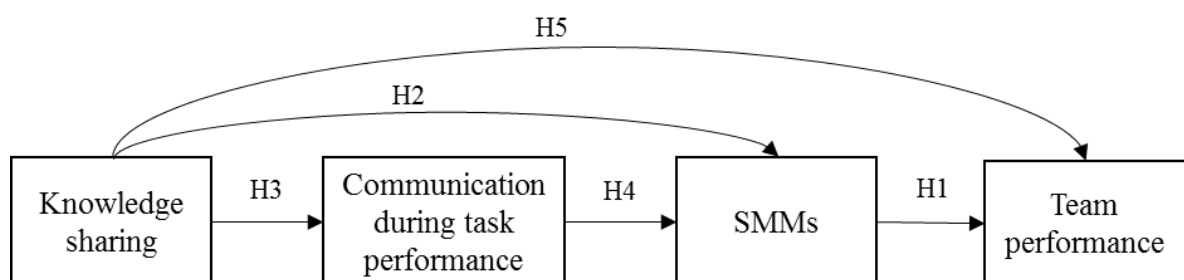 H5
H2
Knowledge
sharing
H3
Communication
during task
performance
H4
SMMs
H1
Team
performance